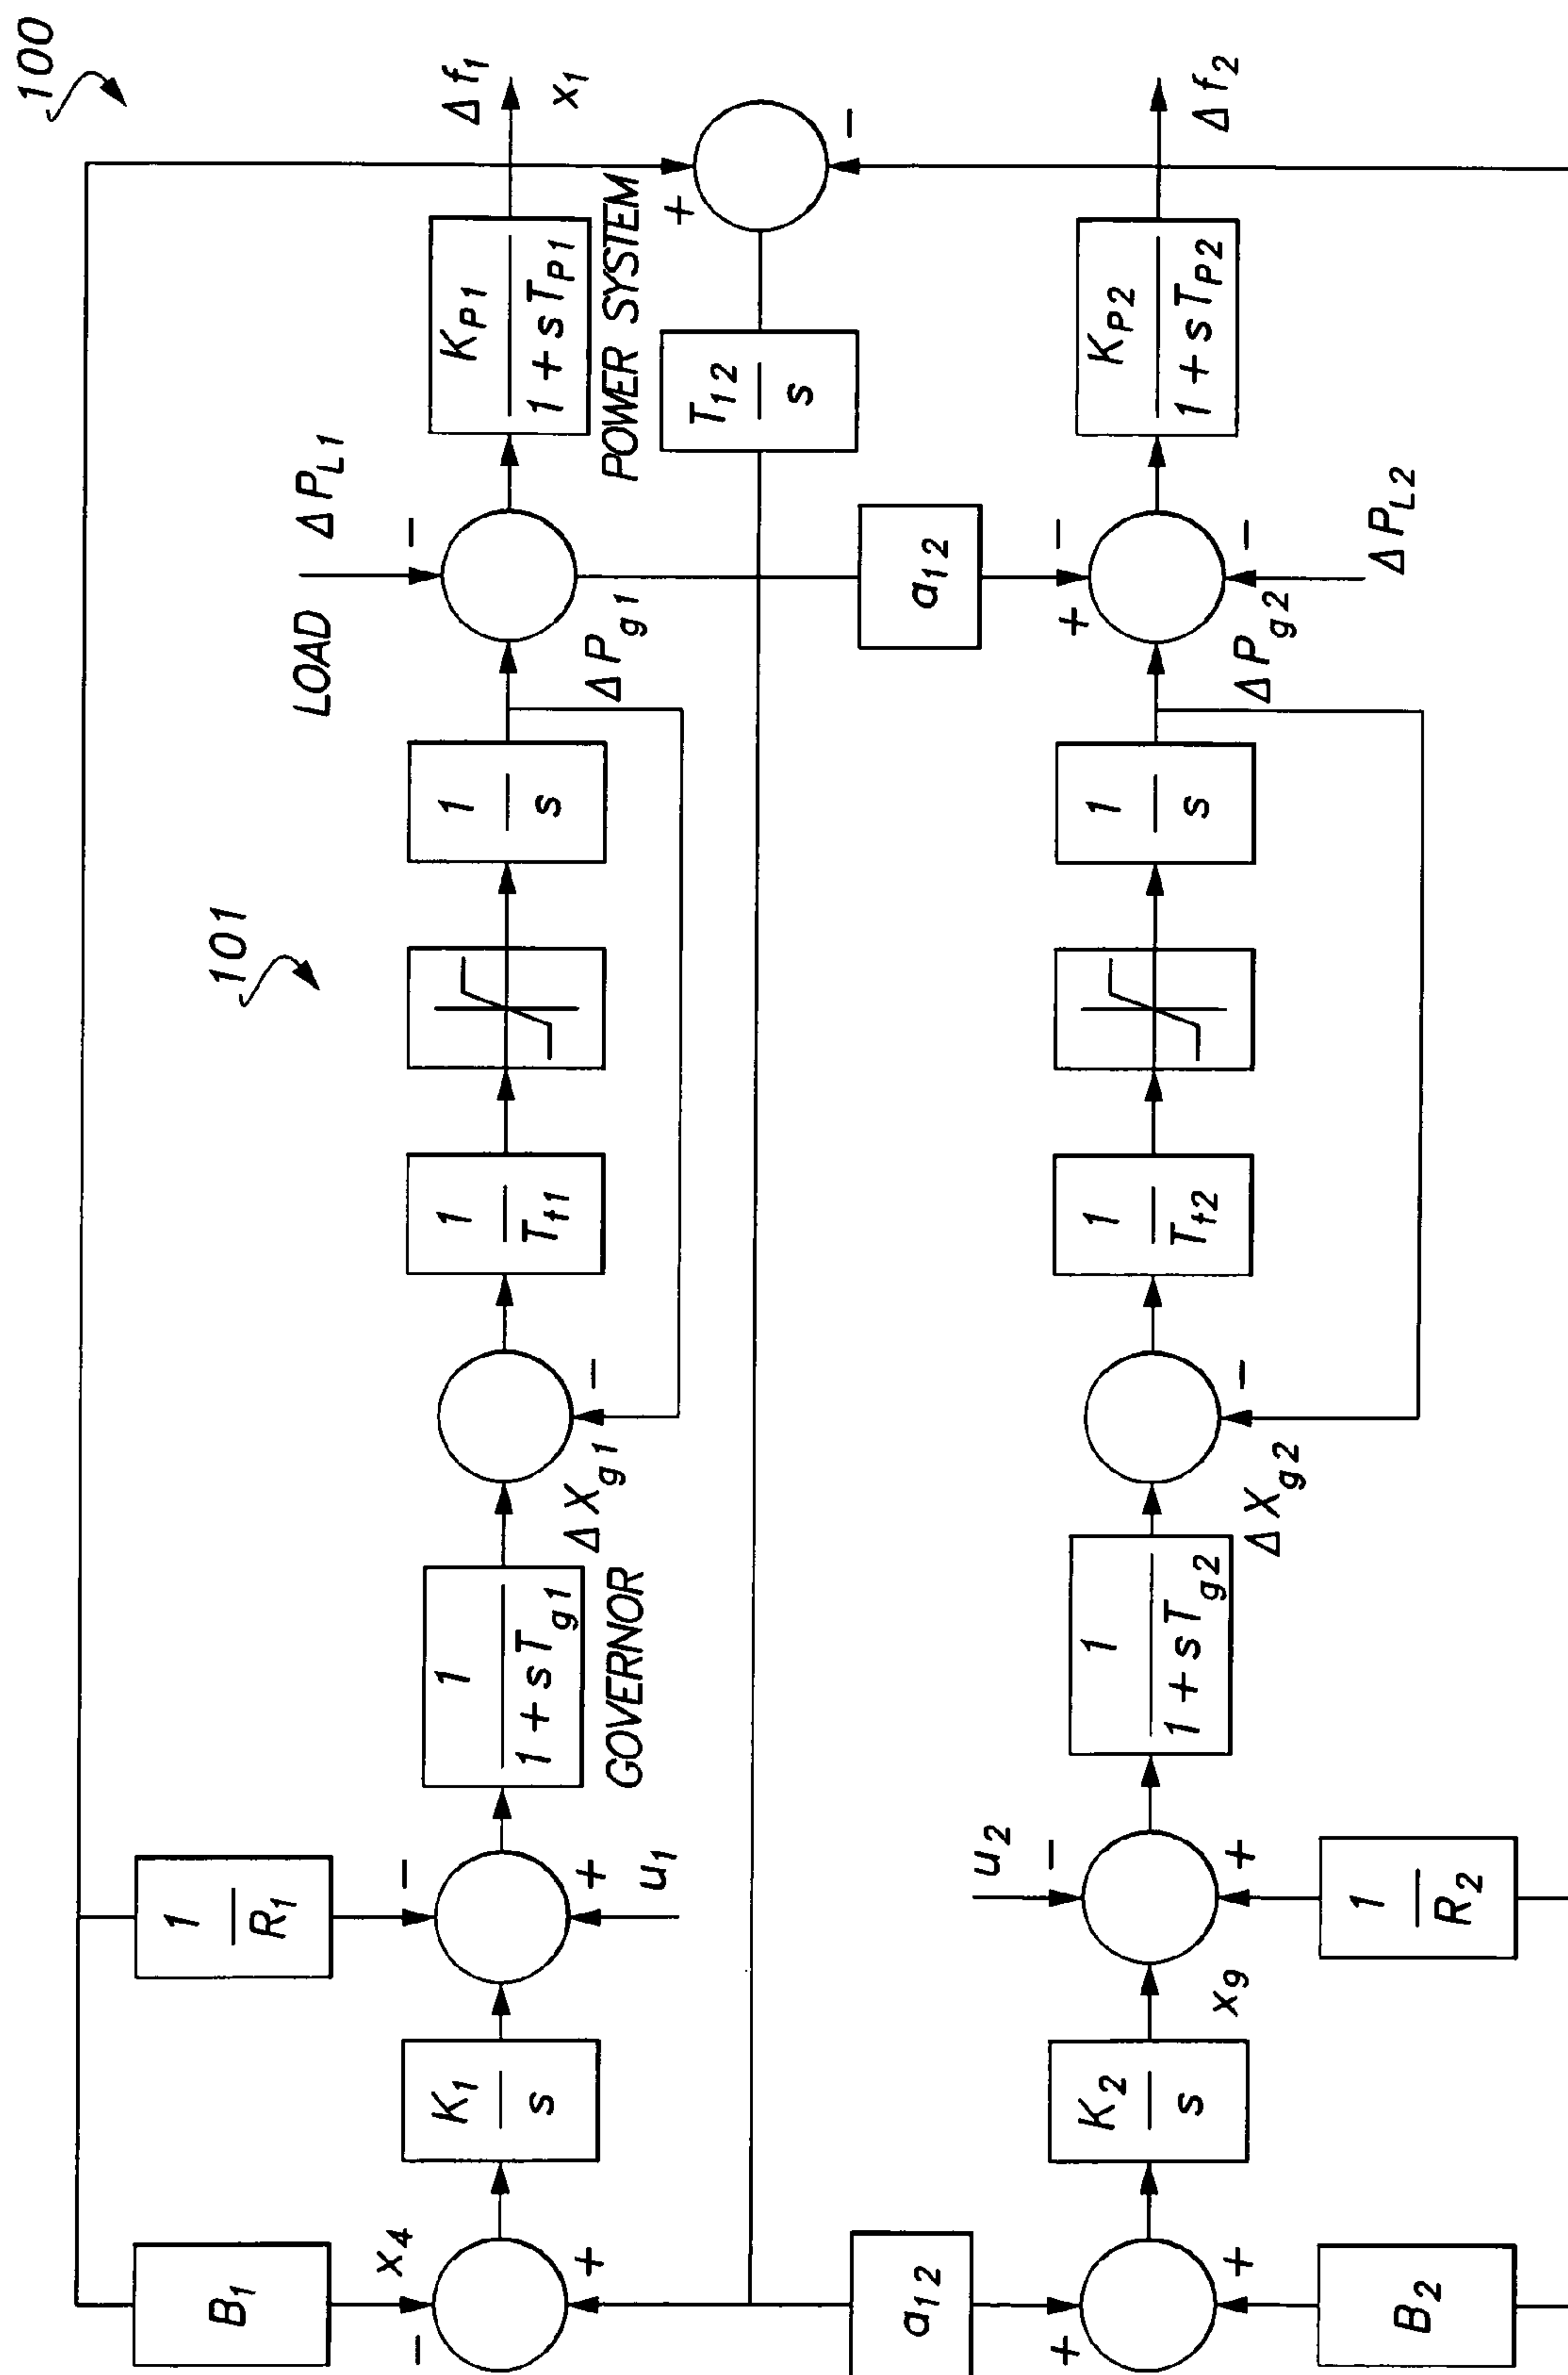 100
101
B₁
1
R₁
LOAD
ΔP_L1
−
x₄
−
K₁
s
−
1
1+sT_g1
GOVERNOR
ΔX_g1
−
1
T_t1
1
s
ΔP_g1
K_P1
1+sT_P1
POWER SYSTEM
Δf₁
x₁
+
+
u₁
T₁₂
s
+
−
a₁₂
a₁₂
+
K₂
s
x₉
u₂
−
1
1+sT_g2
ΔX_g2
−
1
T_t2
1
s
ΔP_g2
+
−
−
ΔP_L2
K_P2
1+sT_P2
Δf₂
+
B₂
+
1
R₂